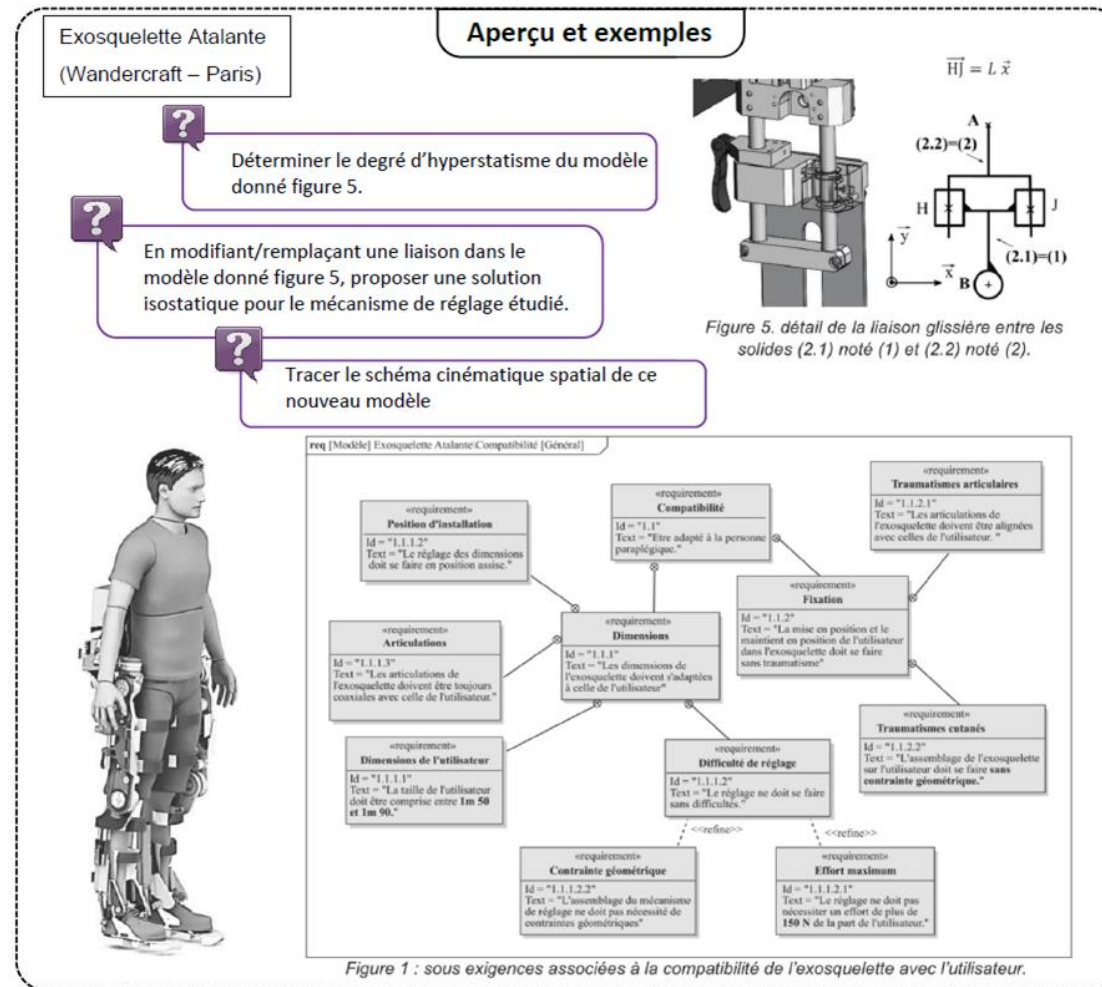 Exosquelette Atalante
(Wandercraft – Paris)
Aperçu et exemples
?
Déterminer le degré d'hyperstatisme du modèle
donné figure 5.
?
En modifiant/remplaçant une liaison dans le
modèle donné figure 5, proposer une solution
isostatique pour le mécanisme de réglage étudié.
?
Tracer le schéma cinématique spatial de ce
nouveau modèle
HJ = L x
A
(2.2)=(2)
H
J
y
x
(2.1)=(1)
B
Figure 5. détail de la liaison glissière entre les
solides (2.1) noté (1) et (2.2) noté (2).
req [Modèle] Exosquelette Atalante\Compatibilité [Général]
«requirement»
Position d'installation
Id = "1.1.1.2"
Text = "Le réglage des dimensions
doit se faire en position assise."
«requirement»
Compatibilité
Id = "1.1"
Text = "Etre adapté à la personne
paraplégique."
«requirement»
Traumatismes articulaires
Id = "1.1.2.1"
Text = "Les articulations de
l'exosquelette doivent être alignées
avec celles de l'utilisateur. "
«requirement»
Articulations
Id = "1.1.1.3"
Text = "Les articulations de
l'exosquelette doivent être toujours
coaxiales avec celle de l'utilisateur."
«requirement»
Dimensions
Id = "1.1.1"
Text = "Les dimensions de
l'exosquelette doivent s'adaptées
à celle de l'utilisateur"
«requirement»
Fixation
Id = "1.1.2"
Text = "La mise en position et le
maintient en position de l'utilisateur
dans l'exosquelette doit se faire
sans traumatisme"
«requirement»
Dimensions de l'utilisateur
Id = "1.1.1.1"
Text = "La taille de l'utilisateur
doit être comprise entre 1m 50
et 1m 90."
«requirement»
Difficulté de réglage
Id = "1.1.1.2"
Text = "Le réglage ne doit se faire
sans difficultés."
«requirement»
Traumatismes cutanés
Id = "1.1.2.2"
Text = "L'assemblage de l'exosquelette
sur l'utilisateur doit se faire sans
contrainte géométrique."
<<refine>>
<<refine>>
«requirement»
Contrainte géométrique
Id = "1.1.1.2.2"
Text = "L'assemblage du mécanisme
de réglage ne doit pas nécessité de
contraintes géométriques"
«requirement»
Effort maximum
Id = "1.1.1.2.1"
Text = "Le réglage ne doit pas
nécessiter un effort de plus de
150 N de la part de l'utilisateur."
Figure 1 : sous exigences associées à la compatibilité de l'exosquelette avec l'utilisateur.